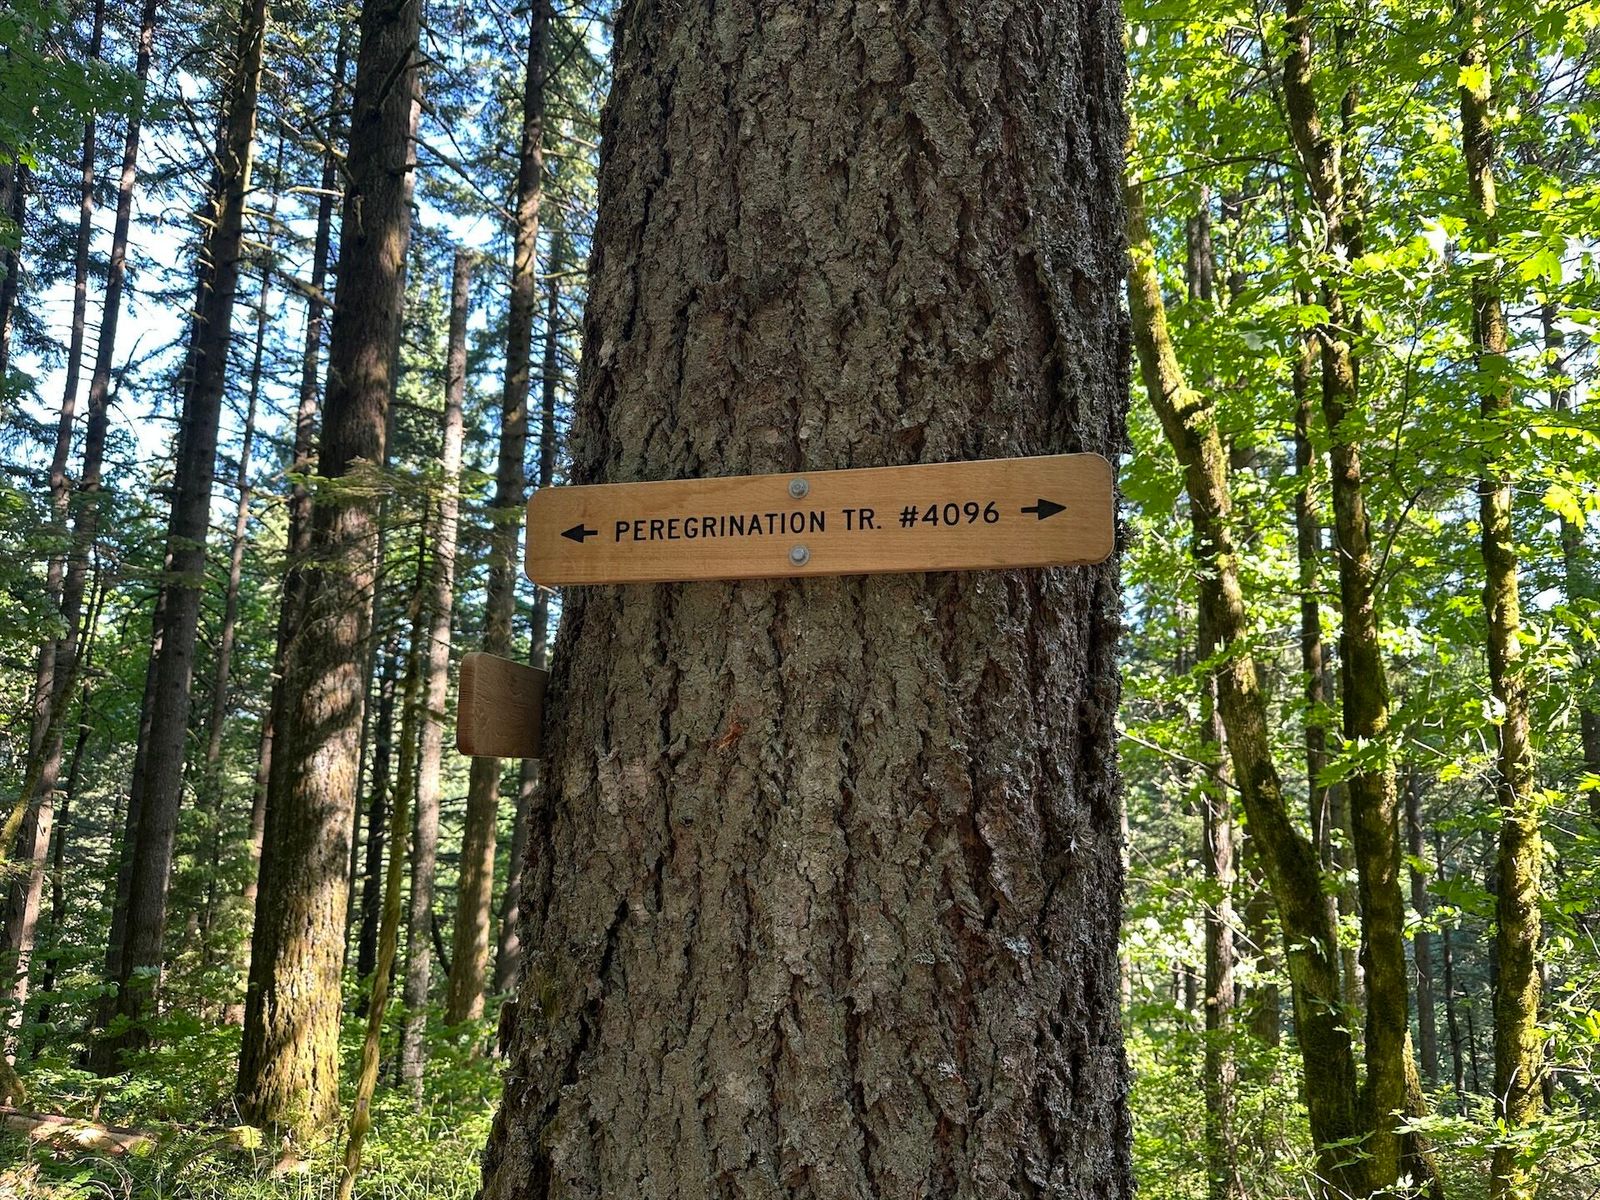 ← PEREGRINATION TR. #4096 →